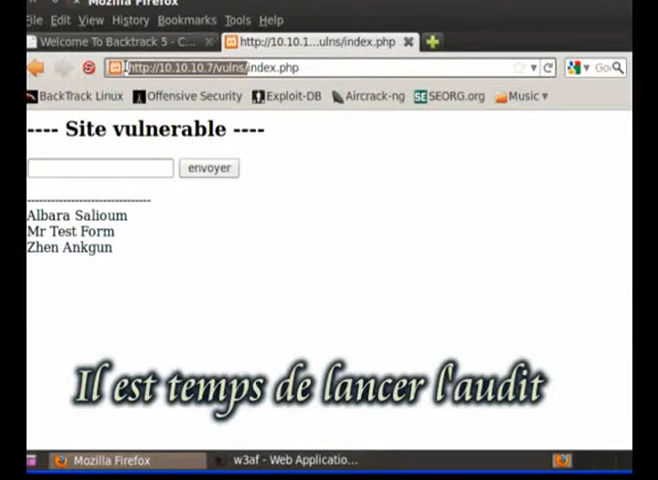 Mozilla Firefox
File Edit View History Bookmarks Tools Help
Welcome To Backtrack 5 - C...
http://10.10.1...ulns/index.php
http://10.10.10.7/vulns/index.php
BackTrack Linux Offensive Security Exploit-DB Aircrack-ng SEORG.org Music
---- Site vulnerable ----
envoyer
------------------------------
Albara Salioum
Mr Test Form
Zhen Ankgun
Il est temps de lancer l'audit
Mozilla Firefox
w3af - Web Applicatio...